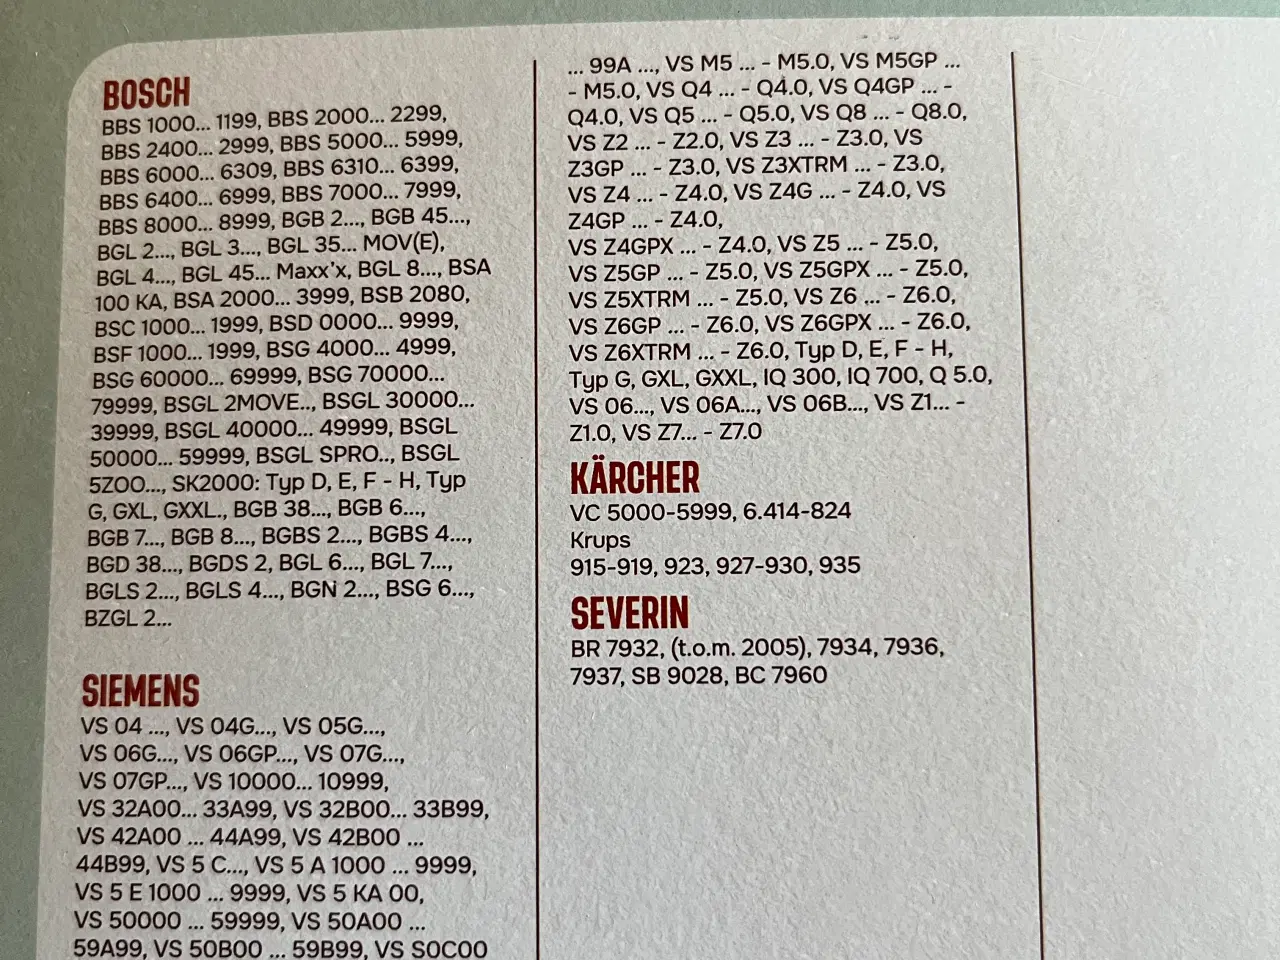 BOSCH
BBS 1000... 1199, BBS 2000... 2299,
BBS 2400... 2999, BBS 5000... 5999,
BBS 6000... 6309, BBS 6310... 6399,
BBS 6400... 6999, BBS 7000... 7999,
BBS 8000... 8999, BGB 2..., BGB 45...,
BGL 2..., BGL 3..., BGL 35... MOV(E),
BGL 4..., BGL 45... Maxx'x, BGL 8..., BSA
100 KA, BSA 2000... 3999, BSB 2080,
BSC 1000... 1999, BSD 0000... 9999,
BSF 1000... 1999, BSG 4000... 4999,
BSG 60000... 69999, BSG 70000...
79999, BSGL 2MOVE.., BSGL 30000...
39999, BSGL 40000... 49999, BSGL
50000... 59999, BSGL SPRO.., BSGL
5ZOO..., SK2000: Typ D, E, F - H, Typ
G, GXL, GXXL., BGB 38..., BGB 6...,
BGB 7..., BGB 8..., BGBS 2..., BGBS 4...,
BGD 38..., BGDS 2, BGL 6..., BGL 7...,
BGLS 2..., BGLS 4..., BGN 2..., BSG 6...,
BZGL 2...
SIEMENS
VS 04 ..., VS 04G..., VS 05G...,
VS 06G..., VS 06GP..., VS 07G...,
VS 07GP..., VS 10000... 10999,
VS 32A00... 33A99, VS 32B00... 33B99,
VS 42A00 ... 44A99, VS 42B00 ...
44B99, VS 5 C..., VS 5 A 1000 ... 9999,
VS 5 E 1000 ... 9999, VS 5 KA 00,
VS 50000 ... 59999, VS 50A00 ...
59A99, VS 50B00 ... 59B99, VS S0C00
... 99A ..., VS M5 ... - M5.0, VS M5GP ...
- M5.0, VS Q4 ... - Q4.0, VS Q4GP ... -
Q4.0, VS Q5 ... - Q5.0, VS Q8 ... - Q8.0,
VS Z2 ... - Z2.0, VS Z3 ... - Z3.0, VS
Z3GP ... - Z3.0, VS Z3XTRM ... - Z3.0,
VS Z4 ... - Z4.0, VS Z4G ... - Z4.0, VS
Z4GP ... - Z4.0,
VS Z4GPX ... - Z4.0, VS Z5 ... - Z5.0,
VS Z5GP ... - Z5.0, VS Z5GPX ... - Z5.0,
VS Z5XTRM ... - Z5.0, VS Z6 ... - Z6.0,
VS Z6GP ... - Z6.0, VS Z6GPX ... - Z6.0,
VS Z6XTRM ... - Z6.0, Typ D, E, F - H,
Typ G, GXL, GXXL, IQ 300, IQ 700, Q 5.0,
VS 06..., VS 06A..., VS 06B..., VS Z1... -
Z1.0, VS Z7... - Z7.0
KÄRCHER
VC 5000-5999, 6.414-824
Krups
915-919, 923, 927-930, 935
SEVERIN
BR 7932, (t.o.m. 2005), 7934, 7936,
7937, SB 9028, BC 7960